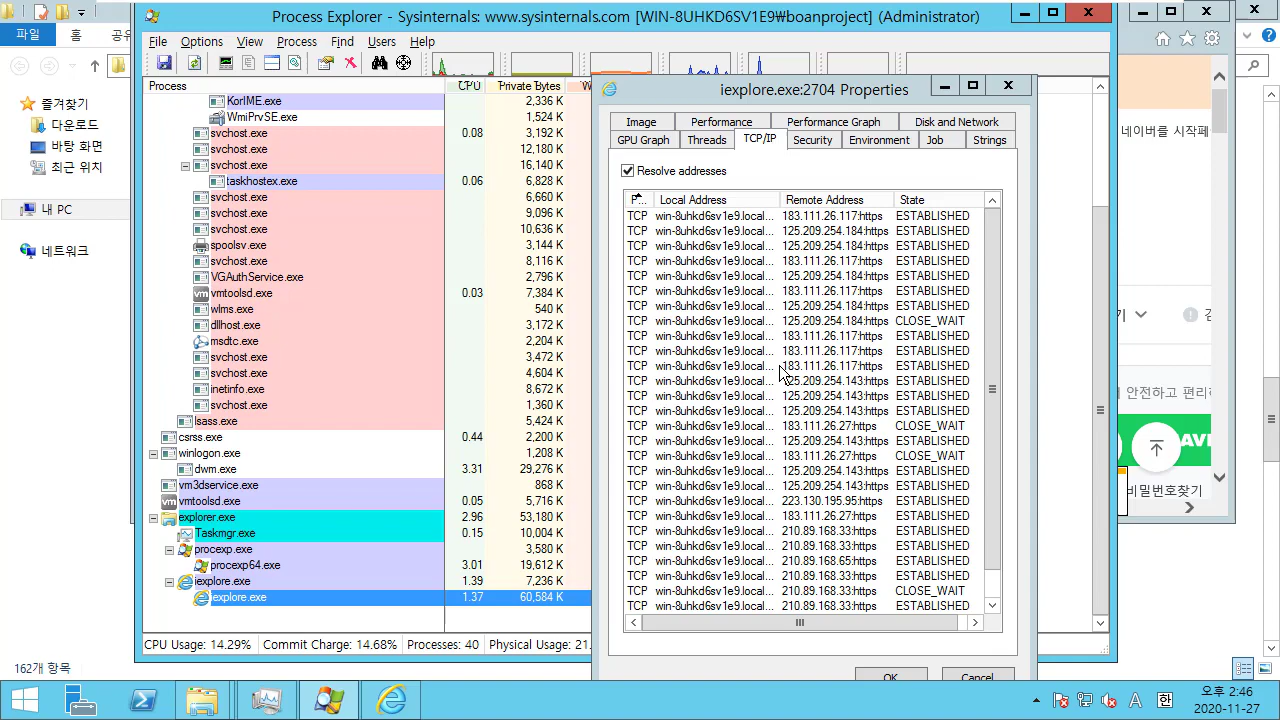 Process Explorer - Sysinternals: www.sysinternals.com [WIN-8UHKD6SV1E9₩boanproject] (Administrator)
파일
홈
공유
File Options View Process Find Users Help
Process CPU Private Bytes W
KorIME.exe 2,336 K
WmiPrvSE.exe 1,524 K
svchost.exe 0.08 3,192 K
svchost.exe 12,180 K
svchost.exe 16,140 K
taskhostex.exe 0.06 6,828 K
svchost.exe 6,660 K
svchost.exe 9,096 K
svchost.exe 10,636 K
spoolsv.exe 3,144 K
svchost.exe 8,116 K
VGAuthService.exe 2,796 K
vmtoolsd.exe 0.03 7,384 K
wlms.exe 540 K
dllhost.exe 3,172 K
msdtc.exe 2,204 K
svchost.exe 3,472 K
svchost.exe 4,604 K
inetinfo.exe 8,672 K
svchost.exe 1,360 K
lsass.exe 5,424 K
csrss.exe 0.44 2,200 K
winlogon.exe 1,208 K
dwm.exe 3.31 29,276 K
vm3dservice.exe 868 K
vmtoolsd.exe 0.05 5,716 K
explorer.exe 2.96 53,180 K
Taskmgr.exe 0.15 10,004 K
procexp.exe 3,580 K
procexp64.exe 3.01 19,612 K
iexplore.exe 1.39 7,236 K
iexplore.exe 1.37 60,584 K
CPU Usage: 14.29% Commit Charge: 14.68% Processes: 40 Physical Usage: 21.
즐겨찾기
다운로드
바탕 화면
최근 위치
내 PC
네트워크
162개 항목
iexplore.exe:2704 Properties
Image Performance Performance Graph Disk and Network
GPU Graph Threads TCP/IP Security Environment Job Strings
Resolve addresses
P... Local Address Remote Address State
TCP win-8uhkd6sv1e9.local... 183.111.26.117:https ESTABLISHED
TCP win-8uhkd6sv1e9.local... 125.209.254.184:https ESTABLISHED
TCP win-8uhkd6sv1e9.local... 125.209.254.184:https ESTABLISHED
TCP win-8uhkd6sv1e9.local... 183.111.26.117:https ESTABLISHED
TCP win-8uhkd6sv1e9.local... 125.209.254.184:https ESTABLISHED
TCP win-8uhkd6sv1e9.local... 183.111.26.117:https ESTABLISHED
TCP win-8uhkd6sv1e9.local... 125.209.254.184:https ESTABLISHED
TCP win-8uhkd6sv1e9.local... 125.209.254.184:https CLOSE_WAIT
TCP win-8uhkd6sv1e9.local... 183.111.26.117:https ESTABLISHED
TCP win-8uhkd6sv1e9.local... 183.111.26.117:https ESTABLISHED
TCP win-8uhkd6sv1e9.local... 183.111.26.117:https ESTABLISHED
TCP win-8uhkd6sv1e9.local... 125.209.254.143:https ESTABLISHED
TCP win-8uhkd6sv1e9.local... 125.209.254.143:https ESTABLISHED
TCP win-8uhkd6sv1e9.local... 125.209.254.143:https ESTABLISHED
TCP win-8uhkd6sv1e9.local... 183.111.26.27:https CLOSE_WAIT
TCP win-8uhkd6sv1e9.local... 125.209.254.143:https ESTABLISHED
TCP win-8uhkd6sv1e9.local... 183.111.26.27:https CLOSE_WAIT
TCP win-8uhkd6sv1e9.local... 125.209.254.143:https ESTABLISHED
TCP win-8uhkd6sv1e9.local... 125.209.254.143:https ESTABLISHED
TCP win-8uhkd6sv1e9.local... 223.130.195.95:https ESTABLISHED
TCP win-8uhkd6sv1e9.local... 183.111.26.27:https ESTABLISHED
TCP win-8uhkd6sv1e9.local... 210.89.168.33:https ESTABLISHED
TCP win-8uhkd6sv1e9.local... 210.89.168.33:https ESTABLISHED
TCP win-8uhkd6sv1e9.local... 210.89.168.65:https ESTABLISHED
TCP win-8uhkd6sv1e9.local... 210.89.168.33:https ESTABLISHED
TCP win-8uhkd6sv1e9.local... 210.89.168.33:https CLOSE_WAIT
TCP win-8uhkd6sv1e9.local... 210.89.168.33:https ESTABLISHED
OK Cancel
네이버를 시작페
기
안전하고 편리
AVE
비밀번호찾기
A 한
오후 2:46
2020-11-27